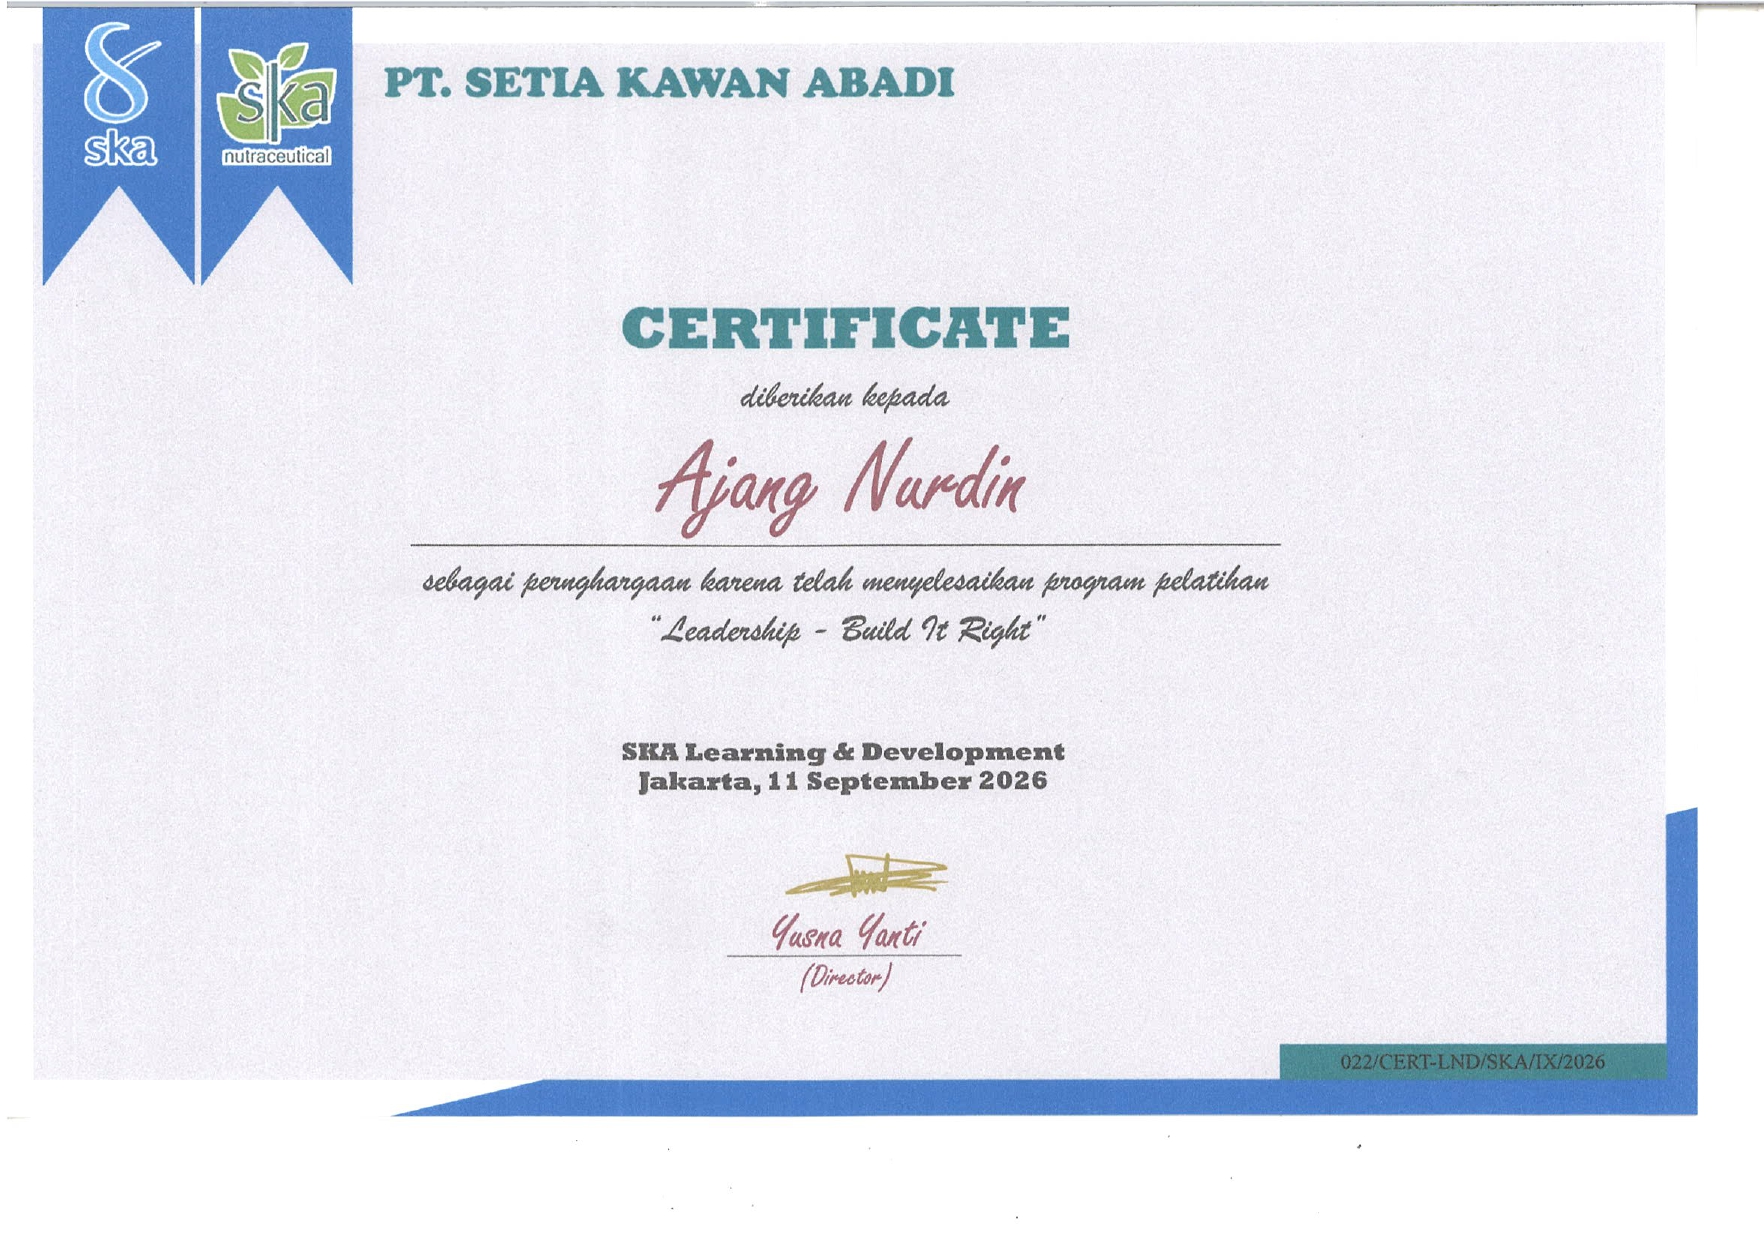 8
ska
ska
nutraceutical
PT. SETIA KAWAN ABADI
CERTIFICATE
diberikan kepada
Ajang Nurdin
sebagai pernghargaan karena telah menyelesaikan program pelatihan
“Leadership - Build It Right”
SKA Learning & Development
Jakarta, 11 September 2026
Yusna Yanti
(Director)
022/CERT-LND/SKA/IX/2026